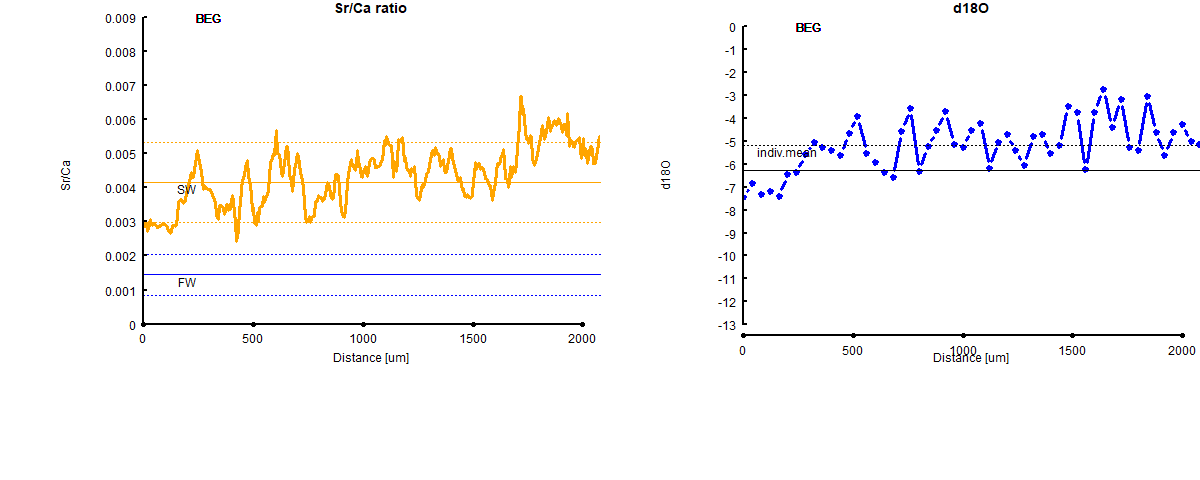 Sr/Ca ratio
BEG
0.009
0.008
0.007
0.006
0.005
0.004
0.003
0.002
0.001
0
Sr/Ca
SW
FW
0 500 1000 1500 2000
Distance [um]
d18O
BEG
0
-1
-2
-3
-4
-5
-6
-7
-8
-9
-10
-11
-12
-13
d18O
indiv.mean
0 500 1000 1500 2000
Distance [um]